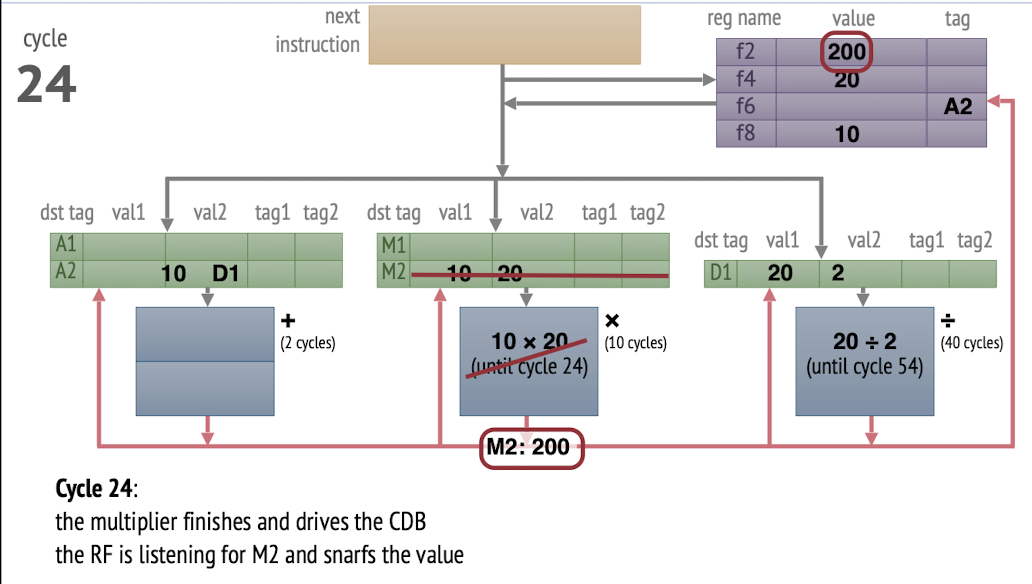 cycle
24
next
instruction
reg name value tag
f2 200
f4 20
f6 A2
f8 10
dst tag val1 val2 tag1 tag2
A1
A2 10 D1
dst tag val1 val2 tag1 tag2
M1
M2 10 20
dst tag val1 val2 tag1 tag2
D1 20 2
+
(2 cycles)
10 × 20
(until cycle 24)
×
(10 cycles)
20 ÷ 2
(until cycle 54)
÷
(40 cycles)
M2: 200
Cycle 24:
the multiplier finishes and drives the CDB
the RF is listening for M2 and snarfs the value